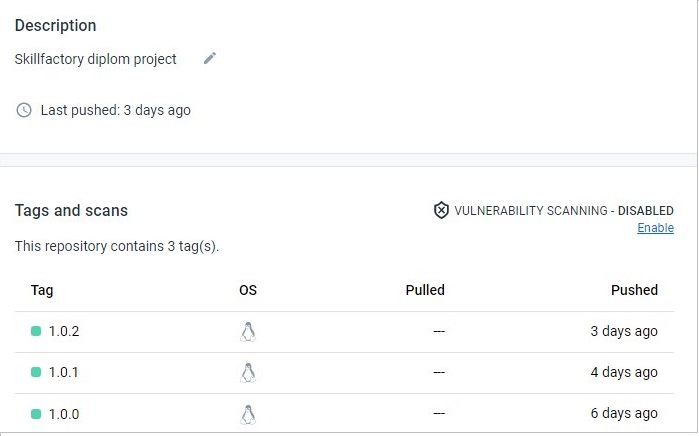 Description
Skillfactory diplom project
Last pushed: 3 days ago
Tags and scans
VULNERABILITY SCANNING - DISABLED
Enable
This repository contains 3 tag(s).
Tag OS Pulled Pushed
1.0.2 --- 3 days ago
1.0.1 --- 4 days ago
1.0.0 --- 6 days ago